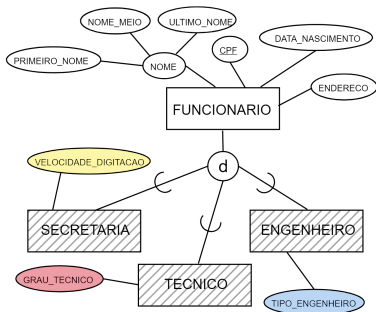 NOME_MEIO
ULTIMO_NOME
PRIMEIRO_NOME
NOME
CPF
DATA_NASCIMENTO
ENDERECO
FUNCIONARIO
d
VELOCIDADE_DIGITACAO
SECRETARIA
ENGENHEIRO
GRAU_TECNICO
TECNICO
TIPO_ENGENHEIRO